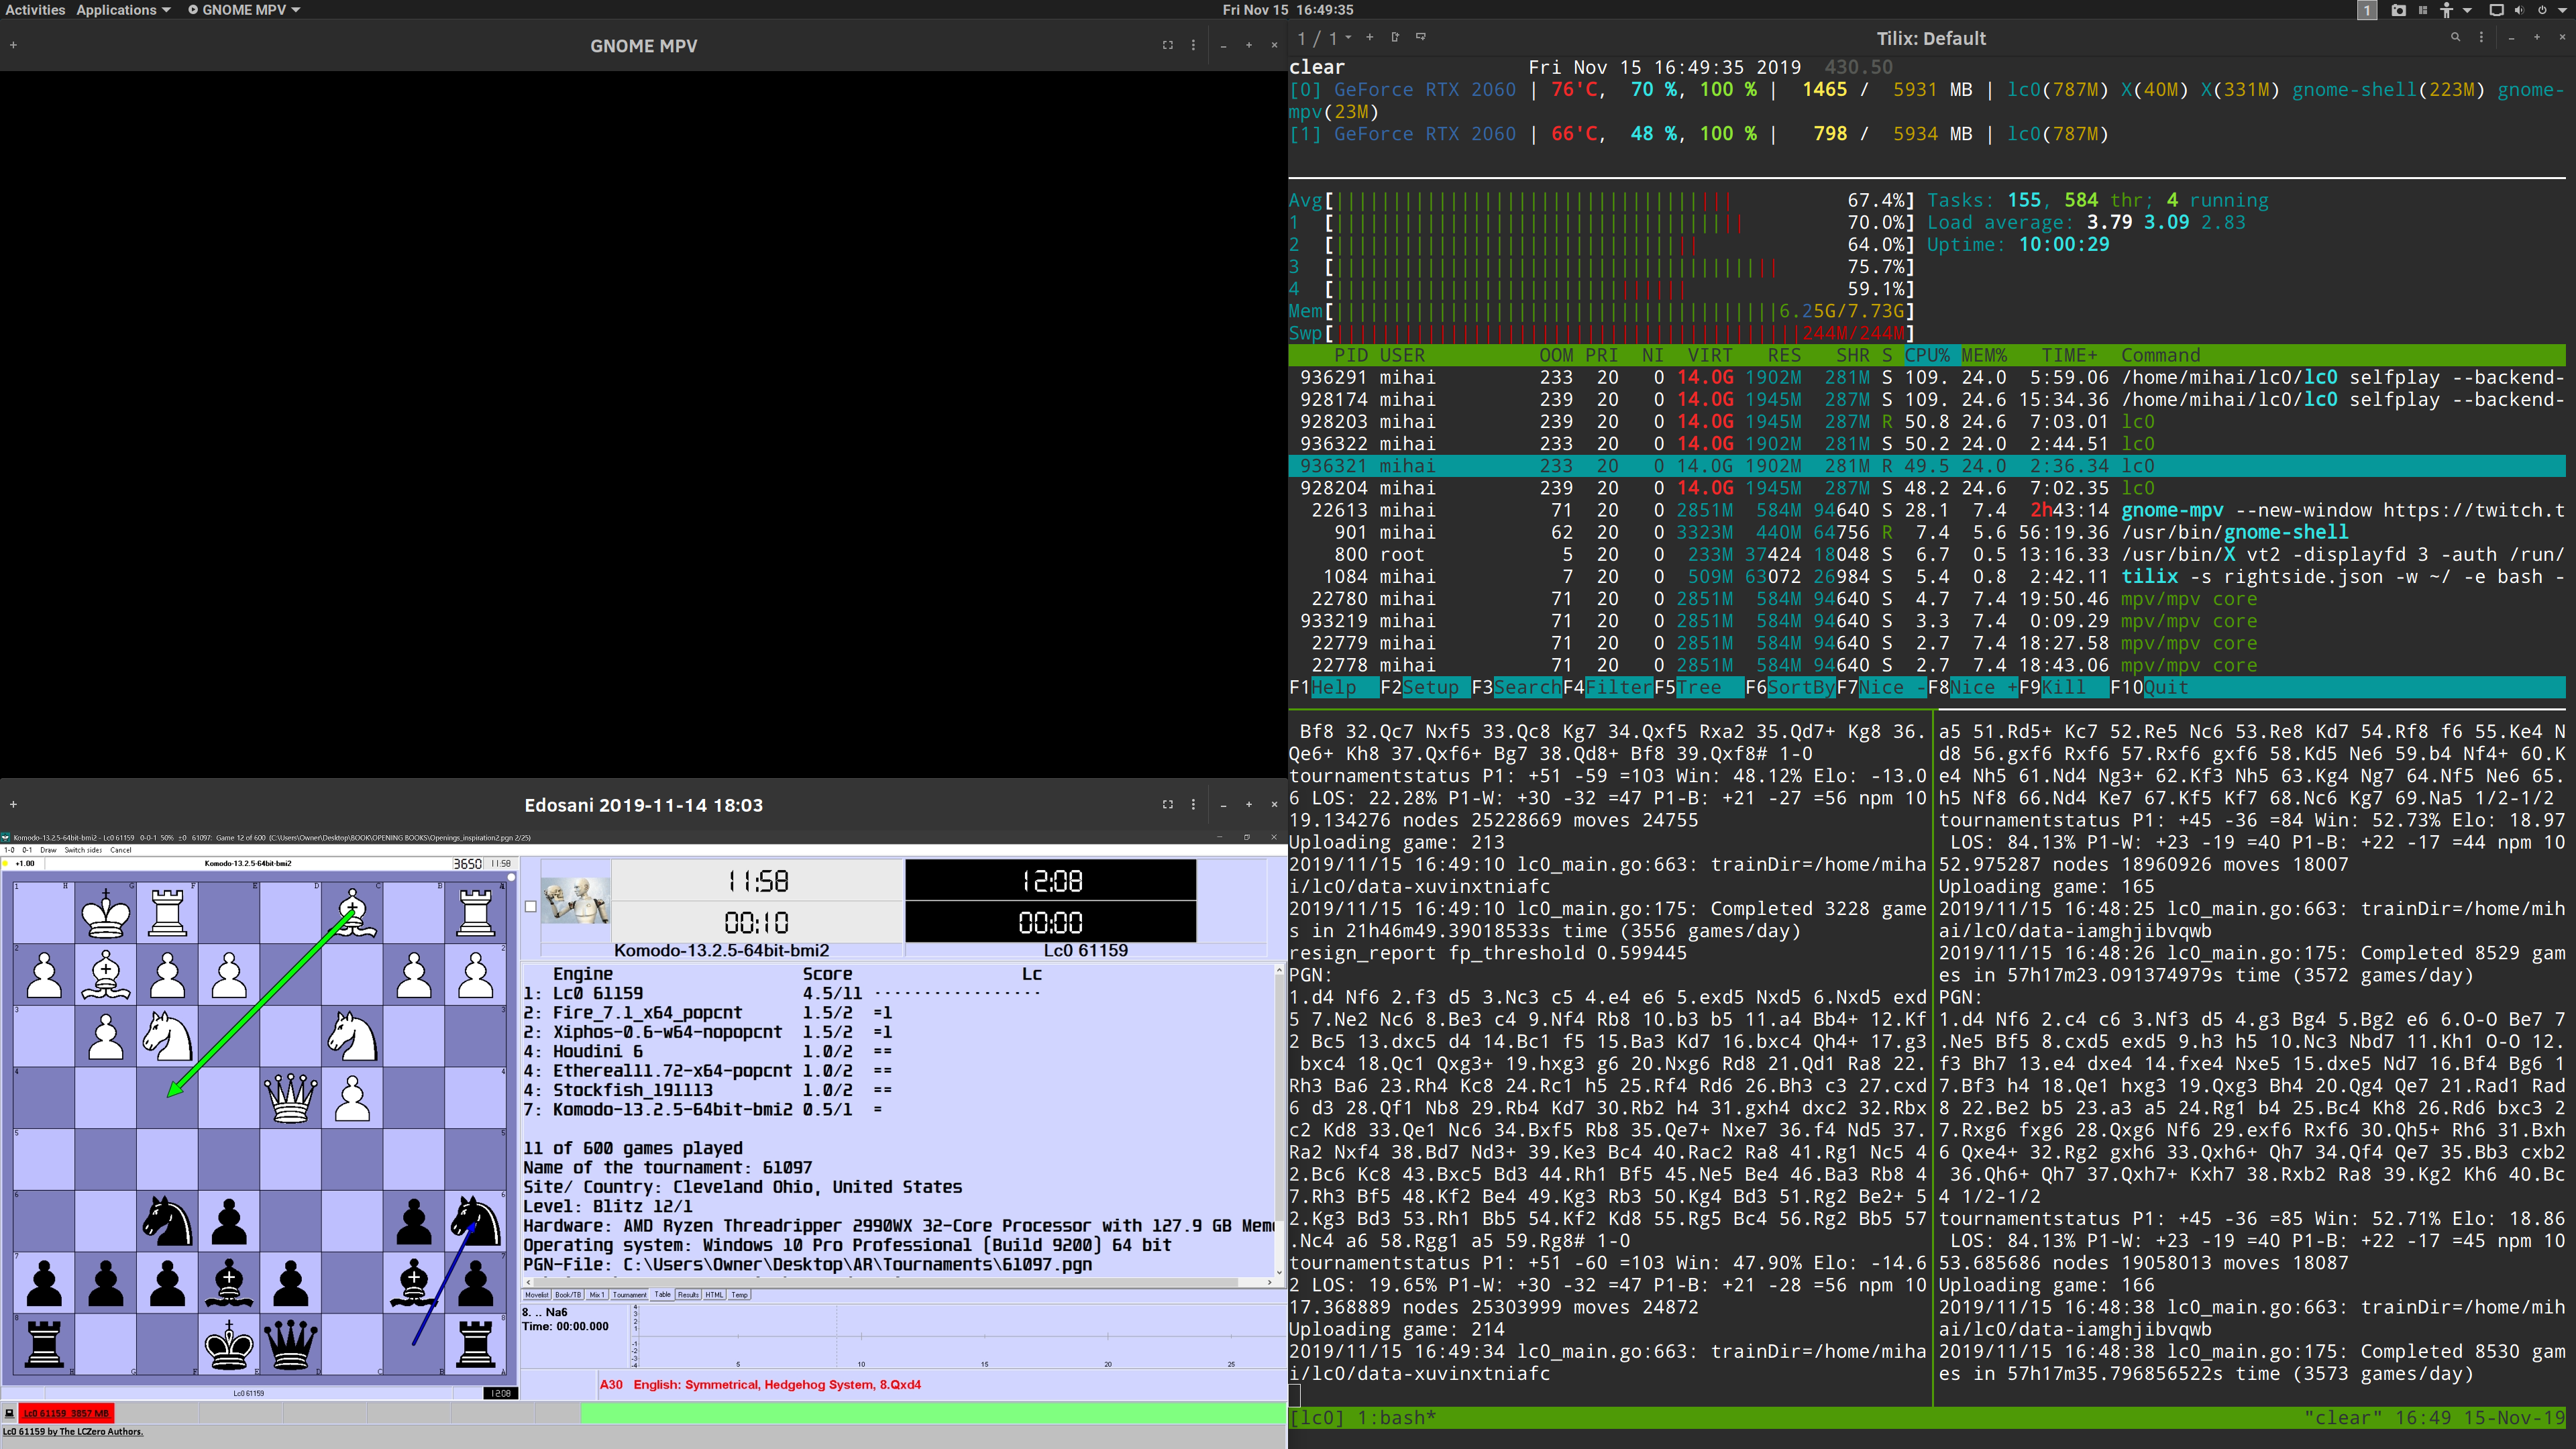 Activities Applications GNOME MPV Fri Nov 15 16:49:35 1
GNOME MPV
1 / 1 Tilix: Default
clear Fri Nov 15 16:49:35 2019 430.50
[0] GeForce RTX 2060 | 76'C, 70 %, 100 % | 1465 / 5931 MB | lc0(787M) X(40M) X(331M) gnome-shell(223M) gnome-
mpv(23M)
[1] GeForce RTX 2060 | 66'C, 48 %, 100 % | 798 / 5934 MB | lc0(787M)
Avg[ 67.4%] Tasks: 155, 584 thr; 4 running
1 [ 70.0%] Load average: 3.79 3.09 2.83
2 [ 64.0%] Uptime: 10:00:29
3 [ 75.7%]
4 [ 59.1%]
Mem[ 6.25G/7.73G]
Swp[ 244M/244M]
PID USER OOM PRI NI VIRT RES SHR S CPU% MEM% TIME+ Command
936291 mihai 233 20 0 14.0G 1902M 281M S 109. 24.0 5:59.06 /home/mihai/lc0/lc0 selfplay --backend-
928174 mihai 239 20 0 14.0G 1945M 287M S 109. 24.6 15:34.36 /home/mihai/lc0/lc0 selfplay --backend-
928203 mihai 239 20 0 14.0G 1945M 287M R 50.8 24.6 7:03.01 lc0
936322 mihai 233 20 0 14.0G 1902M 281M S 50.2 24.0 2:44.51 lc0
936321 mihai 233 20 0 14.0G 1902M 281M R 49.5 24.0 2:36.34 lc0
928204 mihai 239 20 0 14.0G 1945M 287M S 48.2 24.6 7:02.35 lc0
22613 mihai 71 20 0 2851M 584M 94640 S 28.1 7.4 2h43:14 gnome-mpv --new-window https://twitch.t
901 mihai 62 20 0 3323M 440M 64756 R 7.4 5.6 56:19.36 /usr/bin/gnome-shell
800 root 5 20 0 233M 37424 18048 S 6.7 0.5 13:16.33 /usr/bin/X vt2 -displayfd 3 -auth /run/
1084 mihai 7 20 0 509M 63072 26984 S 5.4 0.8 2:42.11 tilix -s rightside.json -w ~/ -e bash -
22780 mihai 71 20 0 2851M 584M 94640 S 4.7 7.4 19:50.46 mpv/mpv core
933219 mihai 71 20 0 2851M 584M 94640 S 3.3 7.4 0:09.29 mpv/mpv core
22779 mihai 71 20 0 2851M 584M 94640 S 2.7 7.4 18:27.58 mpv/mpv core
22778 mihai 71 20 0 2851M 584M 94640 S 2.7 7.4 18:43.06 mpv/mpv core
F1Help F2Setup F3SearchF4FilterF5Tree F6SortByF7Nice -F8Nice +F9Kill F10Quit
Bf8 32.Qc7 Nxf5 33.Qc8 Kg7 34.Qxf5 Rxa2 35.Qd7+ Kg8 36.
Qe6+ Kh8 37.Qxf6+ Bg7 38.Qd8+ Bf8 39.Qxf8# 1-0
tournamentstatus P1: +51 -59 =103 Win: 48.12% Elo: -13.0
6 LOS: 22.28% P1-W: +30 -32 =47 P1-B: +21 -27 =56 npm 10
19.134276 nodes 25228669 moves 24755
Uploading game: 213
2019/11/15 16:49:10 lc0_main.go:663: trainDir=/home/miha
i/lc0/data-xuvinxtniafc
2019/11/15 16:49:10 lc0_main.go:175: Completed 3228 game
s in 21h46m49.39018533s time (3556 games/day)
resign_report fp_threshold 0.599445
PGN:
1.d4 Nf6 2.f3 d5 3.Nc3 c5 4.e4 e6 5.exd5 Nxd5 6.Nxd5 exd
5 7.Ne2 Nc6 8.Be3 c4 9.Nf4 Rb8 10.b3 b5 11.a4 Bb4+ 12.Kf
2 Bc5 13.dxc5 d4 14.Bc1 f5 15.Ba3 Kd7 16.bxc4 Qh4+ 17.g3
bxc4 18.Qc1 Qxg3+ 19.hxg3 g6 20.Nxg6 Rd8 21.Qd1 Ra8 22.
Rh3 Ba6 23.Rh4 Kc8 24.Rc1 h5 25.Rf4 Rd6 26.Bh3 c3 27.cxd
6 d3 28.Qf1 Nb8 29.Rb4 Kd7 30.Rb2 h4 31.gxh4 dxc2 32.Rbx
c2 Kd8 33.Qe1 Nc6 34.Bxf5 Rb8 35.Qe7+ Nxe7 36.f4 Nd5 37.
Ra2 Nxf4 38.Bd7 Nd3+ 39.Ke3 Bc4 40.Rac2 Ra8 41.Rg1 Nc5 4
2.Bc6 Kc8 43.Bxc5 Bd3 44.Rh1 Bf5 45.Ne5 Be4 46.Ba3 Rb8 4
7.Rh3 Bf5 48.Kf2 Be4 49.Kg3 Rb3 50.Kg4 Bd3 51.Rg2 Be2+ 5
2.Kg3 Bd3 53.Rh1 Bb5 54.Kf2 Kd8 55.Rg5 Bc4 56.Rg2 Bb5 57
.Nc4 a6 58.Rgg1 a5 59.Rg8# 1-0
tournamentstatus P1: +51 -60 =103 Win: 47.90% Elo: -14.6
2 LOS: 19.65% P1-W: +30 -32 =47 P1-B: +21 -28 =56 npm 10
17.368889 nodes 25303999 moves 24872
Uploading game: 214
2019/11/15 16:49:34 lc0_main.go:663: trainDir=/home/miha
i/lc0/data-xuvinxtniafc
a5 51.Rd5+ Kc7 52.Re5 Nc6 53.Re8 Kd7 54.Rf8 f6 55.Ke4 N
d8 56.gxf6 Rxf6 57.Rxf6 gxf6 58.Kd5 Ne6 59.b4 Nf4+ 60.K
e4 Nh5 61.Nd4 Ng3+ 62.Kf3 Nh5 63.Kg4 Ng7 64.Nf5 Ne6 65.
h5 Nf8 66.Nd4 Ke7 67.Kf5 Kf7 68.Nc6 Kg7 69.Na5 1/2-1/2
tournamentstatus P1: +45 -36 =84 Win: 52.73% Elo: 18.97
LOS: 84.13% P1-W: +23 -19 =40 P1-B: +22 -17 =44 npm 10
52.975287 nodes 18960926 moves 18007
Uploading game: 165
2019/11/15 16:48:25 lc0_main.go:663: trainDir=/home/mih
ai/lc0/data-iamghjibvqwb
2019/11/15 16:48:26 lc0_main.go:175: Completed 8529 gam
es in 57h17m23.091374979s time (3572 games/day)
PGN:
1.d4 Nf6 2.c4 c6 3.Nf3 d5 4.g3 Bg4 5.Bg2 e6 6.O-O Be7 7
.Ne5 Bf5 8.cxd5 exd5 9.h3 h5 10.Nc3 Nbd7 11.Kh1 O-O 12.
f3 Bh7 13.e4 dxe4 14.fxe4 Nxe5 15.dxe5 Nd7 16.Bf4 Bg6 1
7.Bf3 h4 18.Qe1 hxg3 19.Qxg3 Bh4 20.Qg4 Qe7 21.Rad1 Rad
8 22.Be2 b5 23.a3 a5 24.Rg1 b4 25.Bc4 Kh8 26.Rd6 bxc3 2
7.Rxg6 fxg6 28.Qxg6 Nf6 29.exf6 Rxf6 30.Qh5+ Rh6 31.Bxh
6 Qxe4+ 32.Rg2 gxh6 33.Qxh6+ Qh7 34.Qf4 Qe7 35.Bb3 cxb2
36.Qh6+ Qh7 37.Qxh7+ Kxh7 38.Rxb2 Ra8 39.Kg2 Kh6 40.Bc
4 1/2-1/2
tournamentstatus P1: +45 -36 =85 Win: 52.71% Elo: 18.86
LOS: 84.13% P1-W: +23 -19 =40 P1-B: +22 -17 =45 npm 10
53.685686 nodes 19058013 moves 18087
Uploading game: 166
2019/11/15 16:48:38 lc0_main.go:663: trainDir=/home/mih
ai/lc0/data-iamghjibvqwb
2019/11/15 16:48:38 lc0_main.go:175: Completed 8530 gam
es in 57h17m35.796856522s time (3573 games/day)
[lc0] 1:bash* "clear" 16:49 15-Nov-19
Edosani 2019-11-14 18:03
Komodo-13.2.5-64bit-bmi2 - Lc0 61159 0-0-1 50% ±0 61097: Game 12 of 600 (C:\Users\Owner\Desktop\BOOK\OPENING BOOKS\Openings_inspiration2.pgn 2/25)
1-0 0-1 Draw Switch sides Cancel
+1.00 Komodo-13.2.5-64bit-bmi2 3650 11:58
11:58 12:08
00:10 00:00
Komodo-13.2.5-64bit-bmi2 Lc0 61159
Engine Score Lc
1: Lc0 61159 4.5/11 -----------------
2: Fire_7.1_x64_popcnt 1.5/2 =1
2: Xiphos-0.6-w64-nopopcnt 1.5/2 =1
4: Houdini 6 1.0/2 ==
4: Ethereal11.72-x64-popcnt 1.0/2 ==
4: Stockfish_191113 1.0/2 ==
7: Komodo-13.2.5-64bit-bmi2 0.5/1 =
11 of 600 games played
Name of the tournament: 61097
Site/ Country: Cleveland Ohio, United States
Level: Blitz 12/1
Hardware: AMD Ryzen Threadripper 2990WX 32-Core Processor with 127.9 GB Mem
Operating system: Windows 10 Pro Professional (Build 9200) 64 bit
PGN-File: C:\Users\Owner\Desktop\AR\Tournaments\61097.pgn
Movelist Book/TB Mix 1 Tournament Table Results HTML Temp
8. .. Na6
Time: 00:00.000
5 10 15 20 25
A30 English: Symmetrical, Hedgehog System, 8.Qxd4
Lc0 61159 12:08
Lc0 61159 3857 MB
Lc0 61159 by The LCZero Authors.